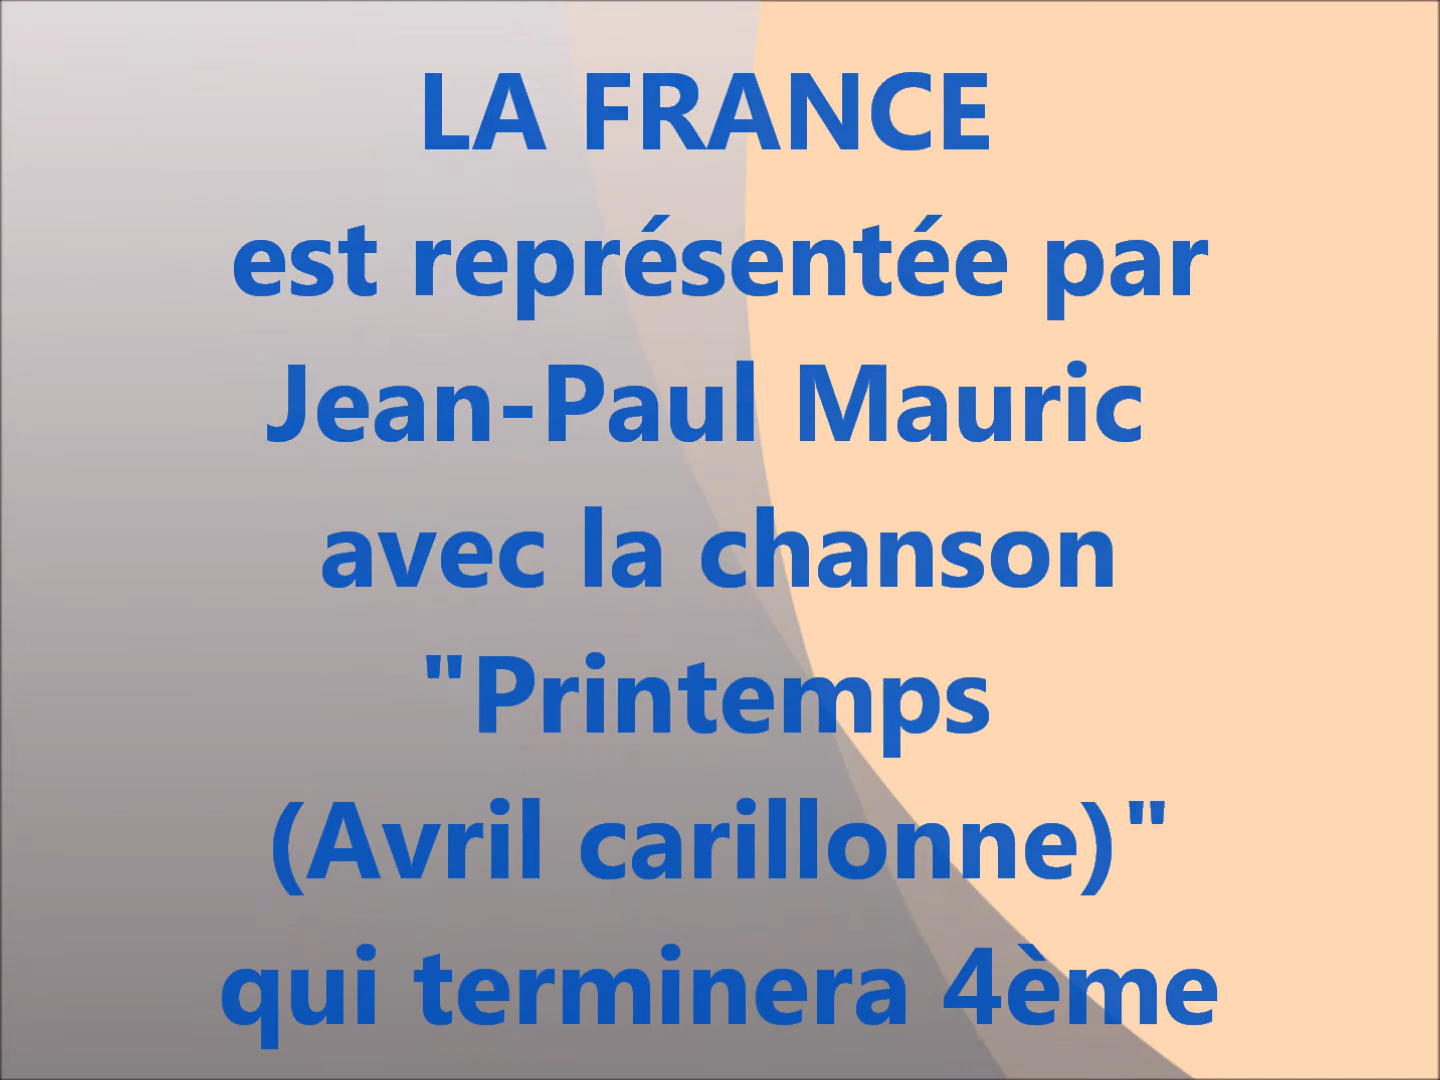 LA FRANCE
est représentée par
Jean-Paul Mauric
avec la chanson
"Printemps
(Avril carillonne)"
qui terminera 4ème